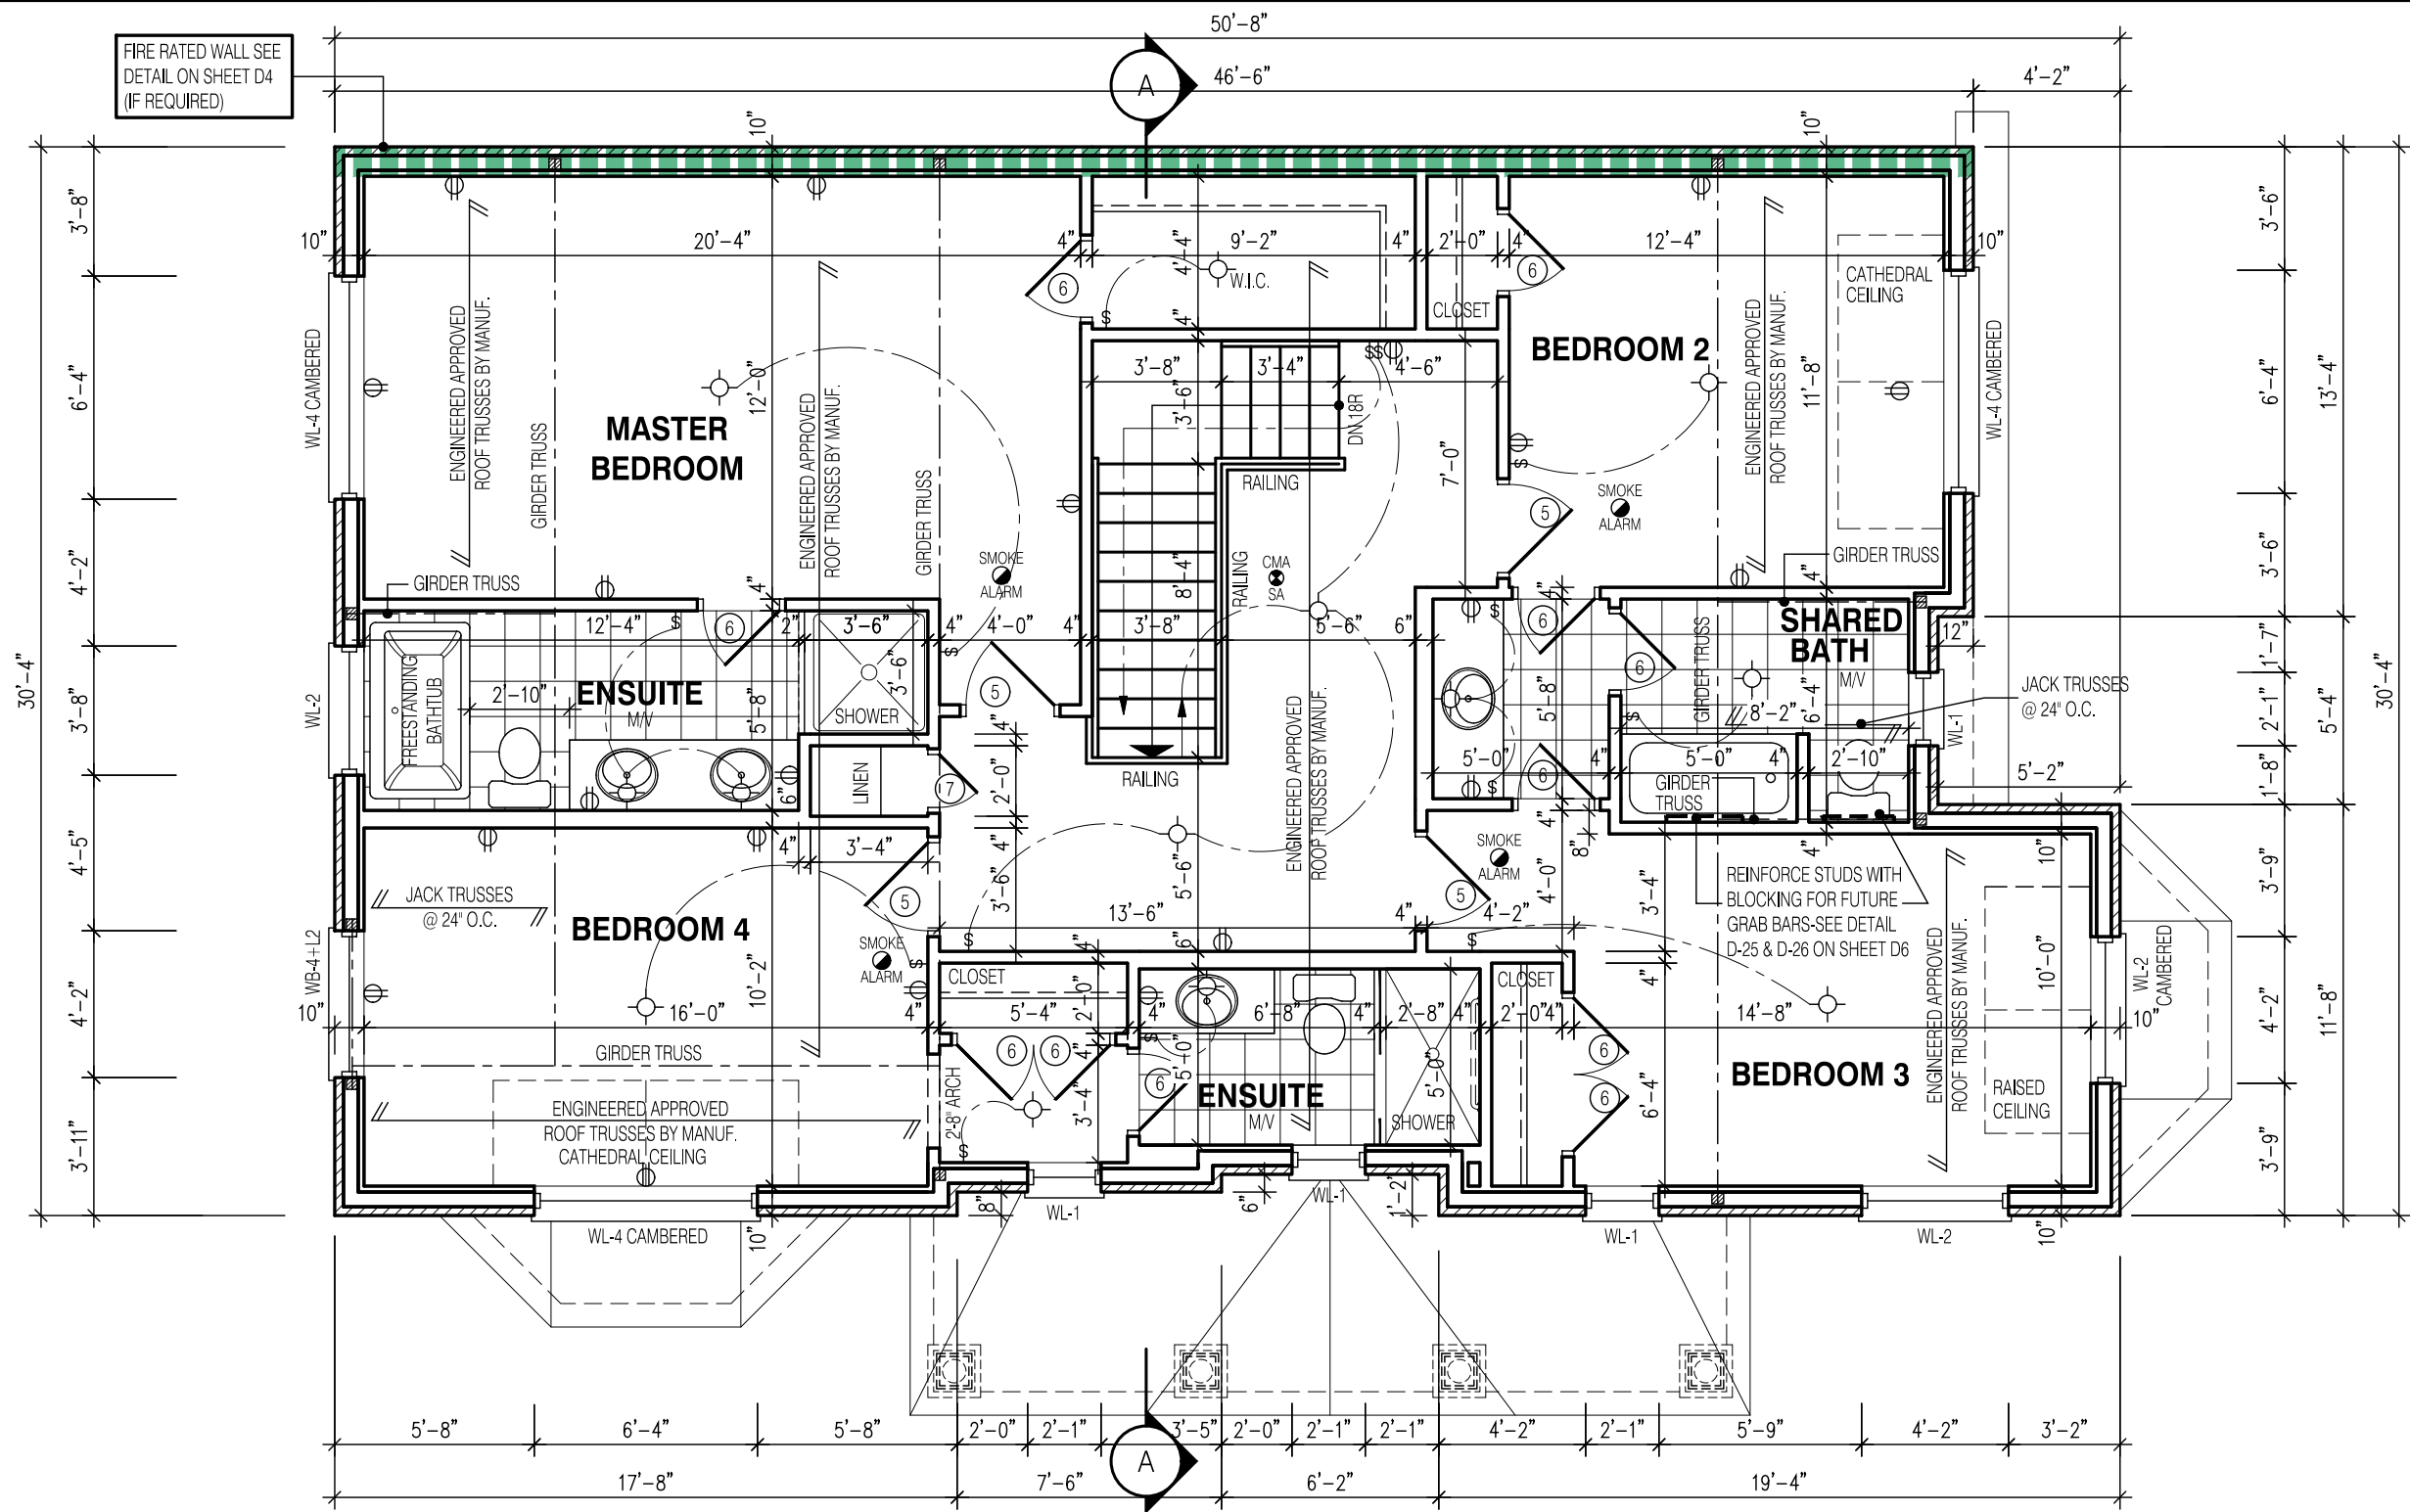 50'-8"
FIRE RATED WALL SEE
DETAIL ON SHEET D4
(IF REQUIRED)
A
46'-6"
4'-2"
10"
10"
3'-8"
6'-4"
4'-2"
3'-8"
4'-5"
4'-2"
3'-11"
30'-4"
10"
20'-4"
4"
9'-2"
4"
2'-0"
4"
12'-4"
10"
4'-4"
4"
W.I.C.
CLOSET
6
6
CATHEDRAL
CEILING
WL-4 CAMBERED
ENGINEERED APPROVED
ROOF TRUSSES BY MANUF.
GIRDER TRUSS
MASTER
BEDROOM
12'-0"
ENGINEERED APPROVED
ROOF TRUSSES BY MANUF.
GIRDER TRUSS
SMOKE
ALARM
3'-8"
3'-4"
4'-6"
3'-6"
DN 18R
RAILING
7'-0"
8'-4"
RAILING
CMA
SA
BEDROOM 2
11'-8"
ENGINEERED APPROVED
ROOF TRUSSES BY MANUF.
SMOKE
ALARM
5
GIRDER TRUSS
WL-4 CAMBERED
3'-6"
6'-4"
3'-6"
1'-7"
2'-1"
1'-8"
3'-9"
4'-2"
3'-9"
13'-4"
5'-4"
11'-8"
30'-4"
GIRDER TRUSS
4"
12'-4"
6
2"
3'-6"
4"
4'-0"
4"
3'-8"
5'-6"
6"
WL-2
FREESTANDING
BATHTUB
2'-10"
ENSUITE
M/V
5'-8"
3'-6"
SHOWER
5
4"
6"
LINEN
7
2'-0"
4"
RAILING
ENGINEERED APPROVED
ROOF TRUSSES BY MANUF.
4"
6
6
5'-8"
5'-0"
4"
6
4"
GIRDER TRUSS
SHARED
BATH
M/V
4"
12"
8'-2"
6'-4"
JACK TRUSSES
@ 24" O.C.
WL-1
5'-0"
4"
2'-10"
GIRDER
TRUSS
5'-2"
4"
3'-4"
3'-6"
5
JACK TRUSSES
@ 24" O.C.
BEDROOM 4
SMOKE
ALARM
WB-4+L2
10"
16'-0"
10'-2"
4"
GIRDER TRUSS
ENGINEERED APPROVED
ROOF TRUSSES BY MANUF.
CATHEDRAL CEILING
13'-6"
5'-6"
6"
4"
4'-2"
5
SMOKE
ALARM
4"
8"
4'-0"
3'-4"
4"
4"
10"
REINFORCE STUDS WITH
BLOCKING FOR FUTURE
GRAB BARS-SEE DETAIL
D-25 & D-26 ON SHEET D6
ENGINEERED APPROVED
ROOF TRUSSES BY MANUF.
10'-0"
WL-2
CAMBERED
CLOSET
4"
2'-0"
5'-4"
4"
4"
6
6
3'-4"
2'-8" ARCH
6
5'-0"
6'-8"
4"
2'-8"
4"
ENSUITE
M/V
5'-0"
SHOWER
CLOSET
2'-0"
4"
6
6
6'-4"
14'-8"
10"
BEDROOM 3
RAISED
CEILING
WL-4 CAMBERED
10"
8"
WL-1
6"
WL-1
1'-2"
WL-1
WL-2
10"
5'-8"
6'-4"
5'-8"
2'-0"
2'-1"
3'-5"
2'-0"
2'-1"
2'-1"
4'-2"
2'-1"
5'-9"
4'-2"
3'-2"
A
17'-8"
7'-6"
6'-2"
19'-4"